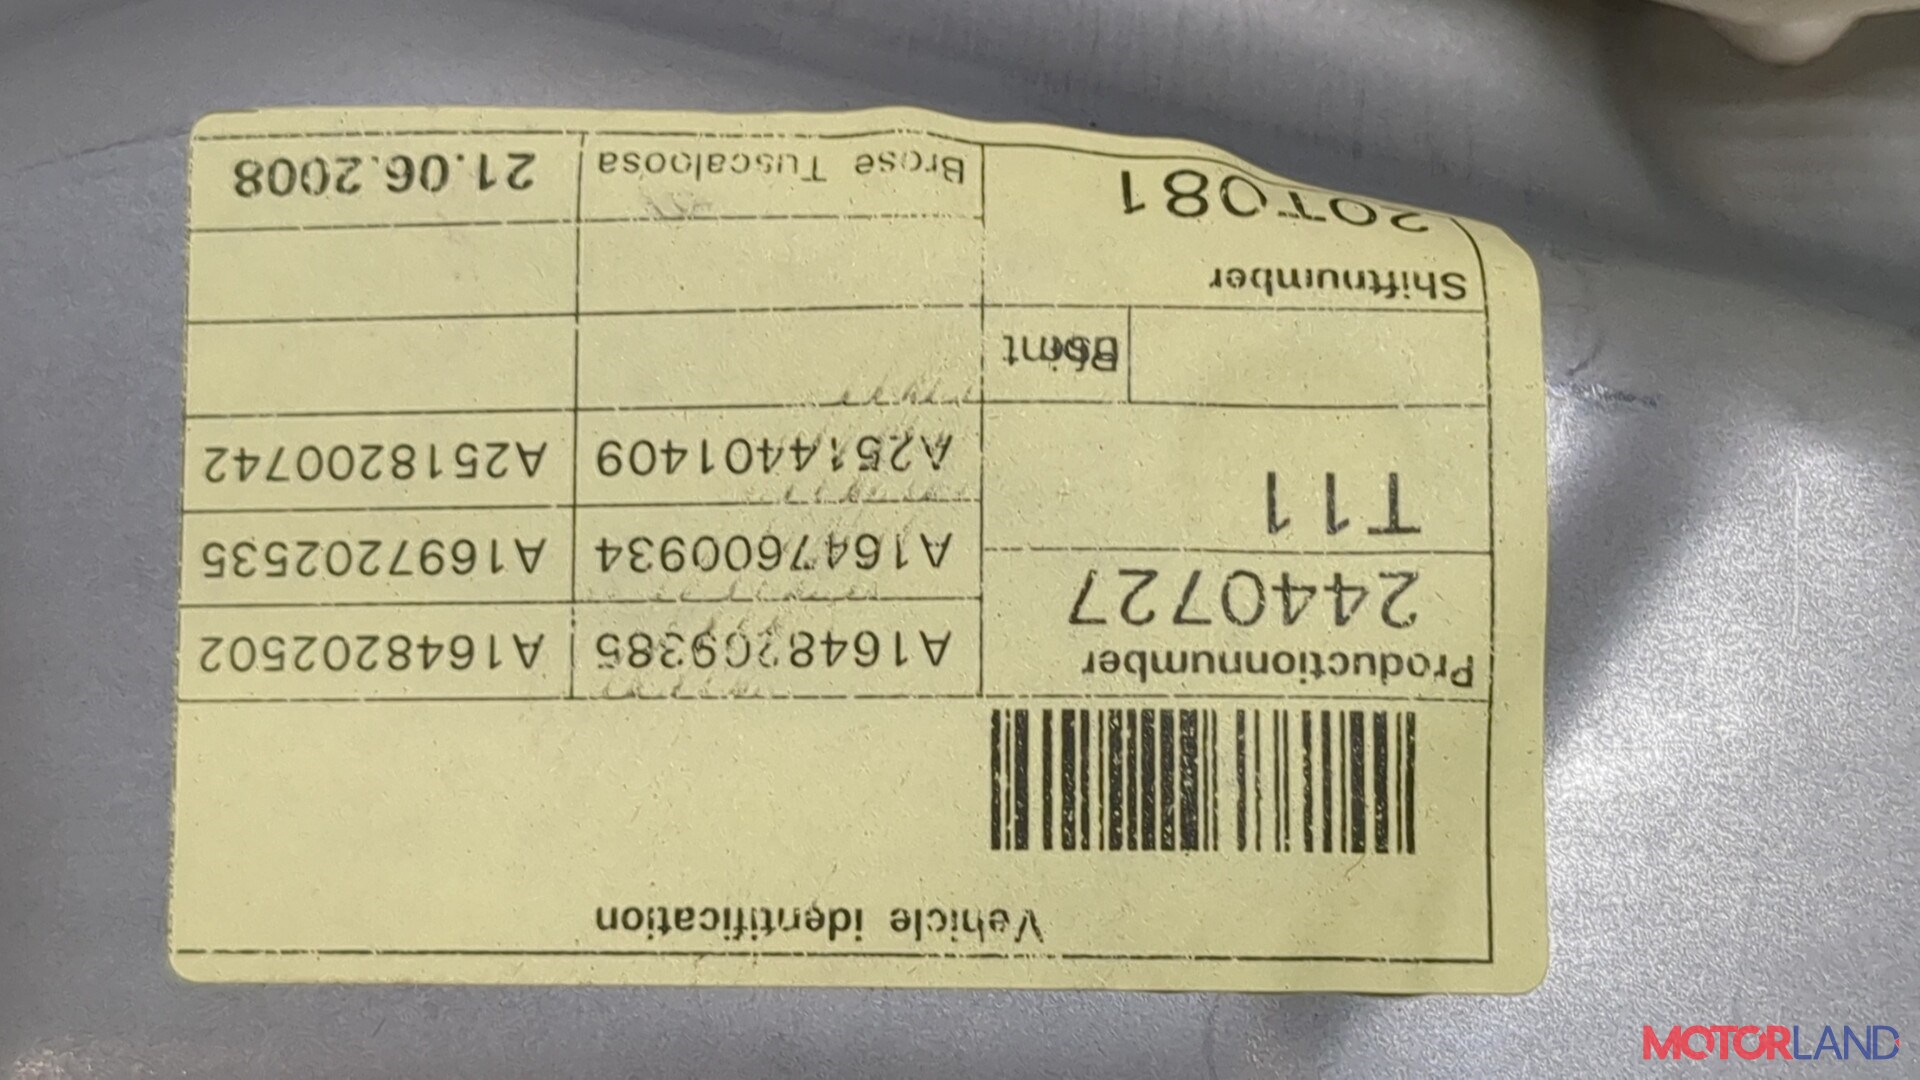 Vehicle identification
Productionnumber
2440727
T11
Shiftnumber
20T081
A1648209385 A1648202502
A1647600934 A1697202535
A2514401409 A2518200742
Brose Tuscaloosa 21.06.2008
MOTORLAND